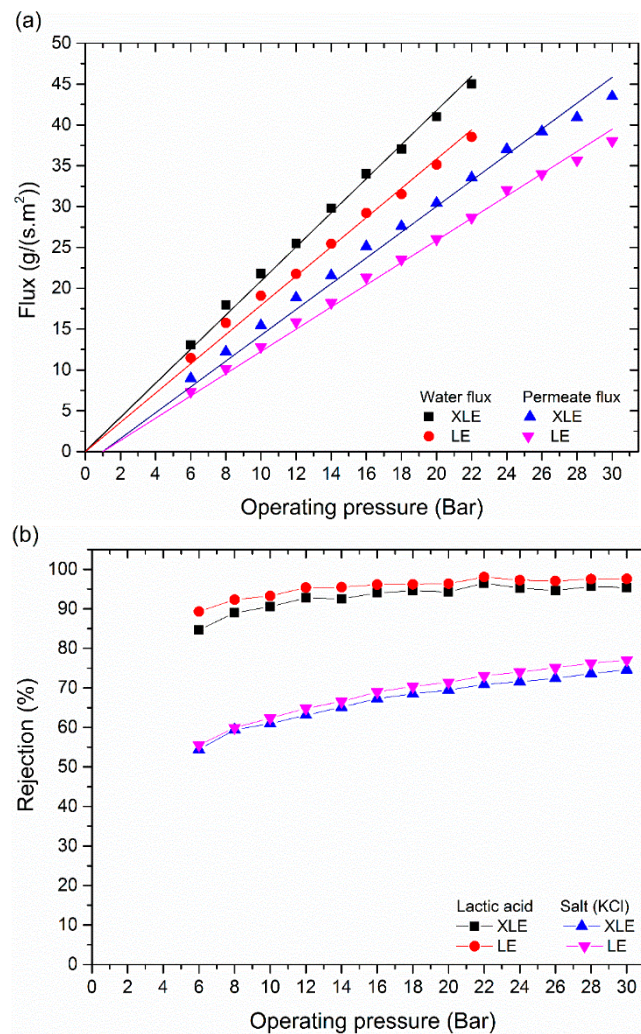 (a)
50
45
40
35
30
25
20
15
10
5
0
Flux (g/(s.m²))
Water flux Permeate flux
XLE XLE
LE LE
0 2 4 6 8 10 12 14 16 18 20 22 24 26 28 30
Operating pressure (Bar)
(b)
100
90
80
70
60
50
40
30
20
10
0
Rejection (%)
Lactic acid Salt (KCl)
XLE XLE
LE LE
0 2 4 6 8 10 12 14 16 18 20 22 24 26 28 30
Operating pressure (Bar)